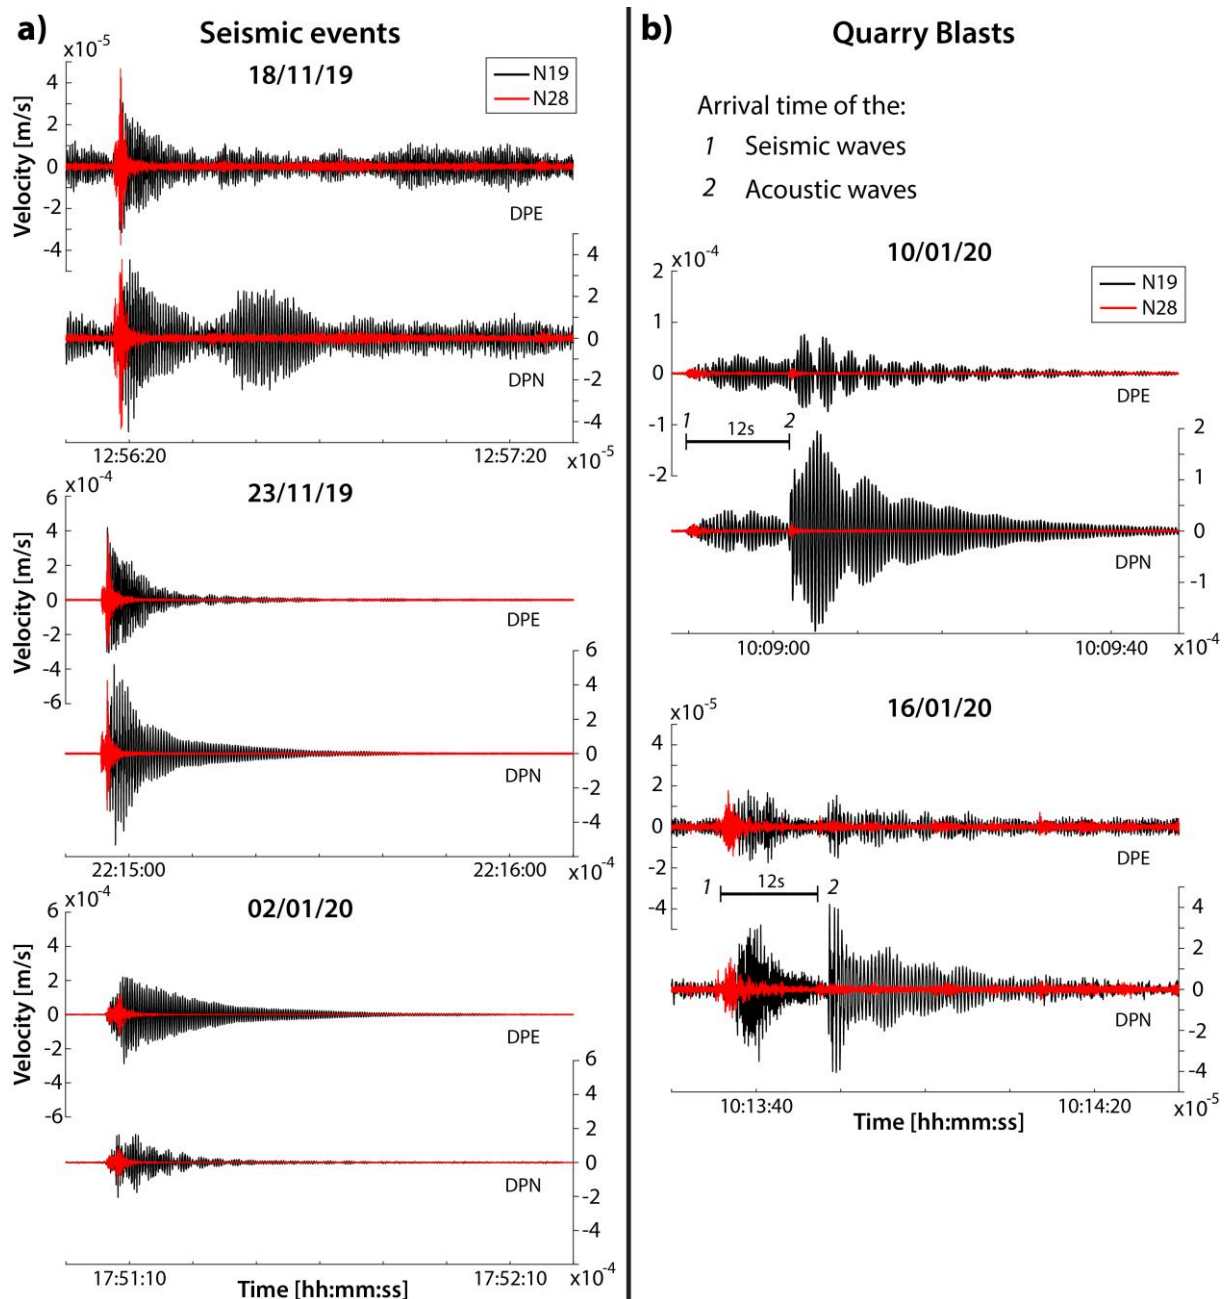 a)
Seismic events
x10⁻⁵
18/11/19
N19
N28
4
2
0
-2
-4
Velocity [m/s]
DPE
4
2
0
-2
-4
DPN
12:56:20
12:57:20
x10⁻⁵
23/11/19
x10⁻⁴
6
4
2
0
-2
-4
-6
Velocity [m/s]
DPE
6
4
2
0
-2
-4
DPN
22:15:00
22:16:00
x10⁻⁴
02/01/20
x10⁻⁴
6
4
2
0
-2
-4
-6
Velocity [m/s]
DPE
6
4
2
0
-2
-4
DPN
17:51:10
17:52:10
x10⁻⁴
Time [hh:mm:ss]
b)
Quarry Blasts
Arrival time of the:
1 Seismic waves
2 Acoustic waves
10/01/20
x10⁻⁴
N19
N28
2
1
0
-1
-2
DPE
1
2
12s
2
1
0
-1
DPN
10:09:00
10:09:40
x10⁻⁴
16/01/20
x10⁻⁵
4
2
0
-2
-4
DPE
1
2
12s
4
2
0
-2
-4
DPN
10:13:40
10:14:20
x10⁻⁵
Time [hh:mm:ss]